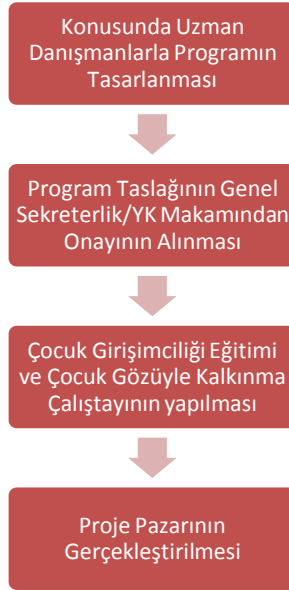 Konusunda Uzman
Danışmanlarla Programın
Tasarlanması
Program Taslağının Genel
Sekreterlik/YK Makamından
Onayının Alınması
Çocuk Girişimciliği Eğitimi
ve Çocuk Gözüyle Kalkınma
Çalıştayının yapılması
Proje Pazarının
Gerçekleştirilmesi